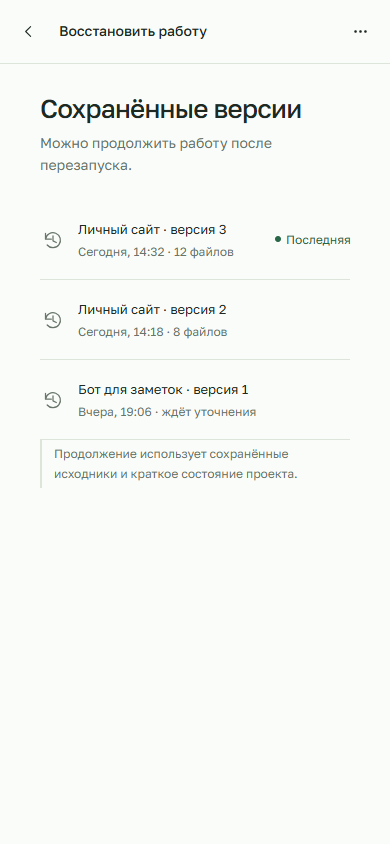 Восстановить работу
Сохранённые версии
Можно продолжить работу после
перезапуска.
Личный сайт · версия 3
Сегодня, 14:32 · 12 файлов
Последняя
Личный сайт · версия 2
Сегодня, 14:18 · 8 файлов
Бот для заметок · версия 1
Вчера, 19:06 · ждёт уточнения
Продолжение использует сохранённые
исходники и краткое состояние проекта.